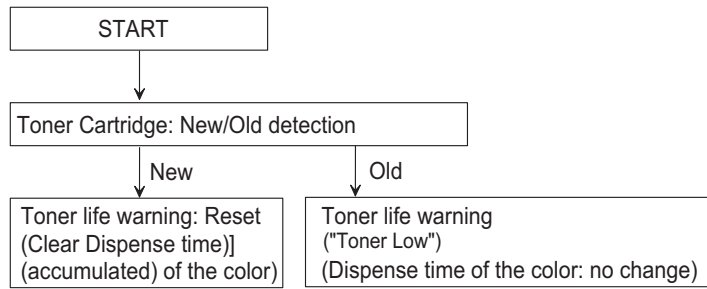 START
Toner Cartridge: New/Old detection
New
Old
Toner life warning: Reset
(Clear Dispense time)]
(accumulated) of the color)
Toner life warning
("Toner Low")
(Dispense time of the color: no change)